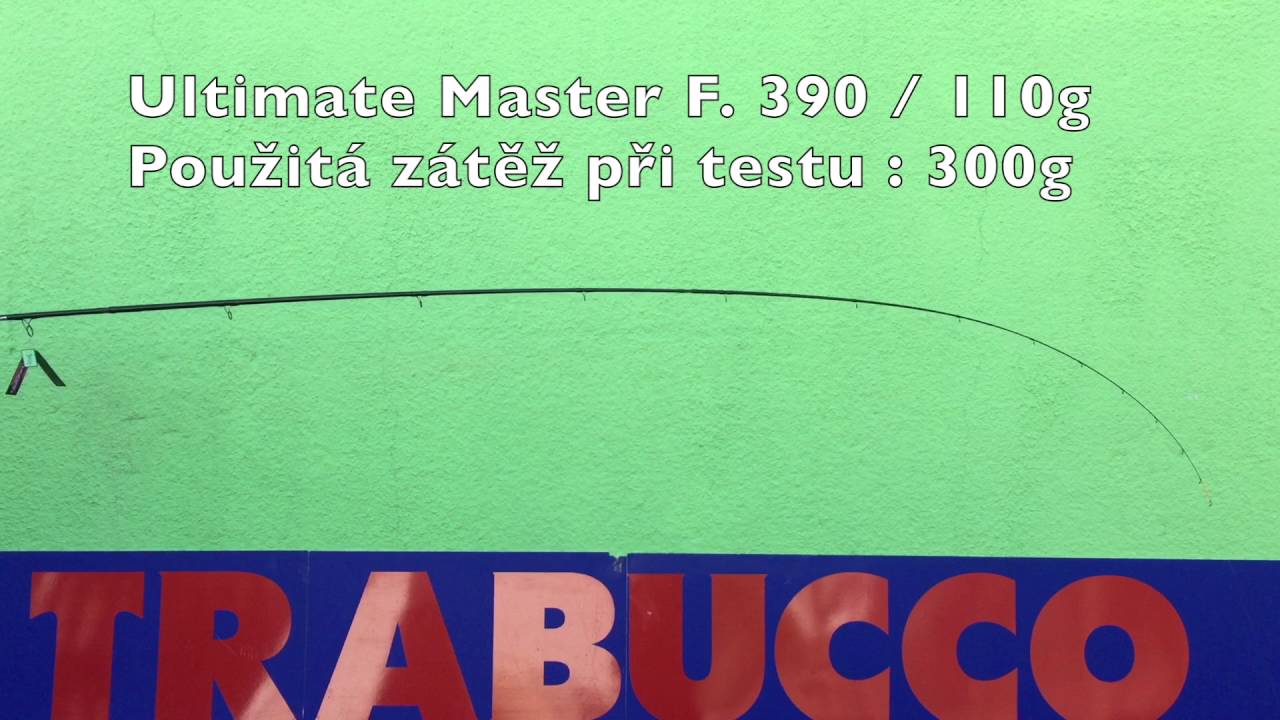 Ultimate Master F. 390 / 110g
Použitá zátěž při testu : 300g
TRABUCCO